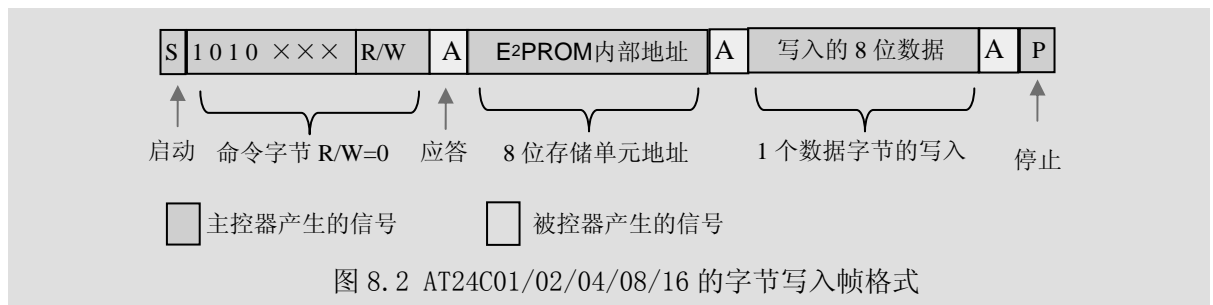 S 1 0 1 0 ××× R/W A E²PROM内部地址 A 写入的 8 位数据 A P
启动 命令字节 R/W=0 应答 8 位存储单元地址 1 个数据字节的写入 停止
主控器产生的信号 被控器产生的信号
图 8.2 AT24C01/02/04/08/16 的字节写入帧格式